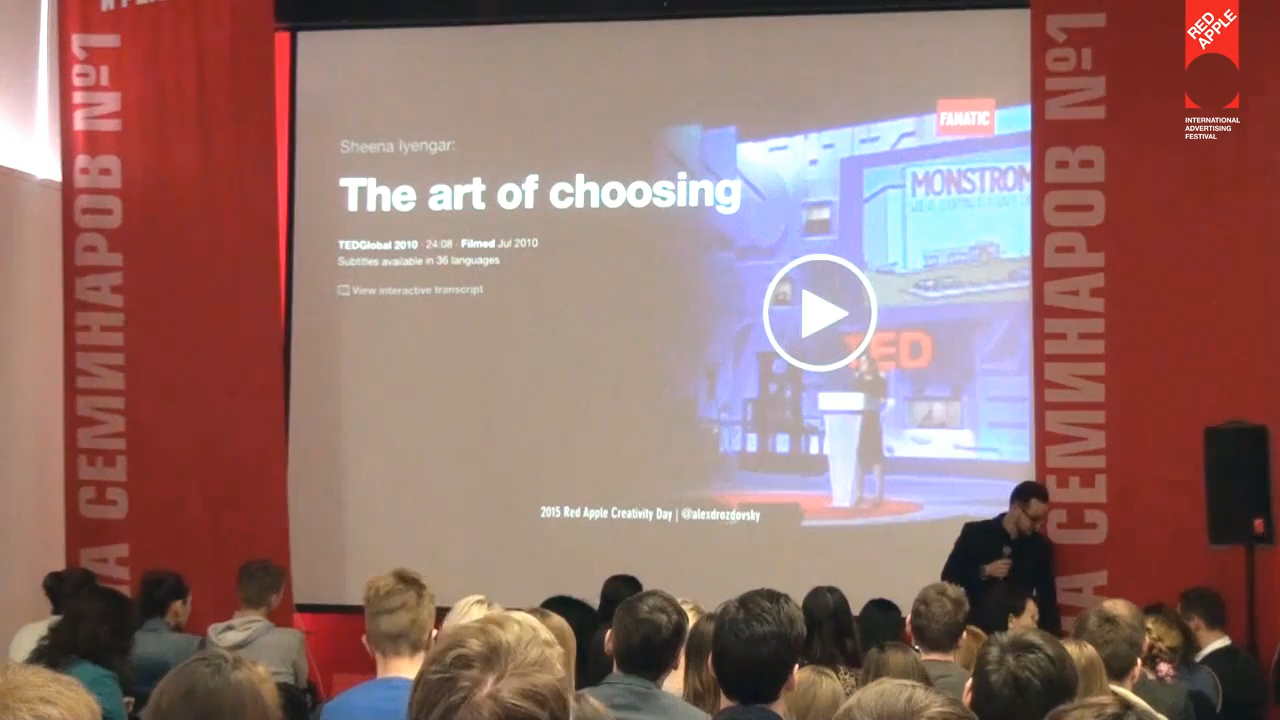 СЕМИНАРОВ №1
FANATIC
Sheena Iyengar:
The art of choosing
TEDGlobal 2010 · 24:08 · Filmed Jul 2010
Subtitles available in 36 languages
View interactive transcript
MONSTROM
TED
2015 Red Apple Creativity Day | @alexdrozdovsky
НА СЕМИНАРОВ №1
RED
APPLE
INTERNATIONAL
ADVERTISING
FESTIVAL